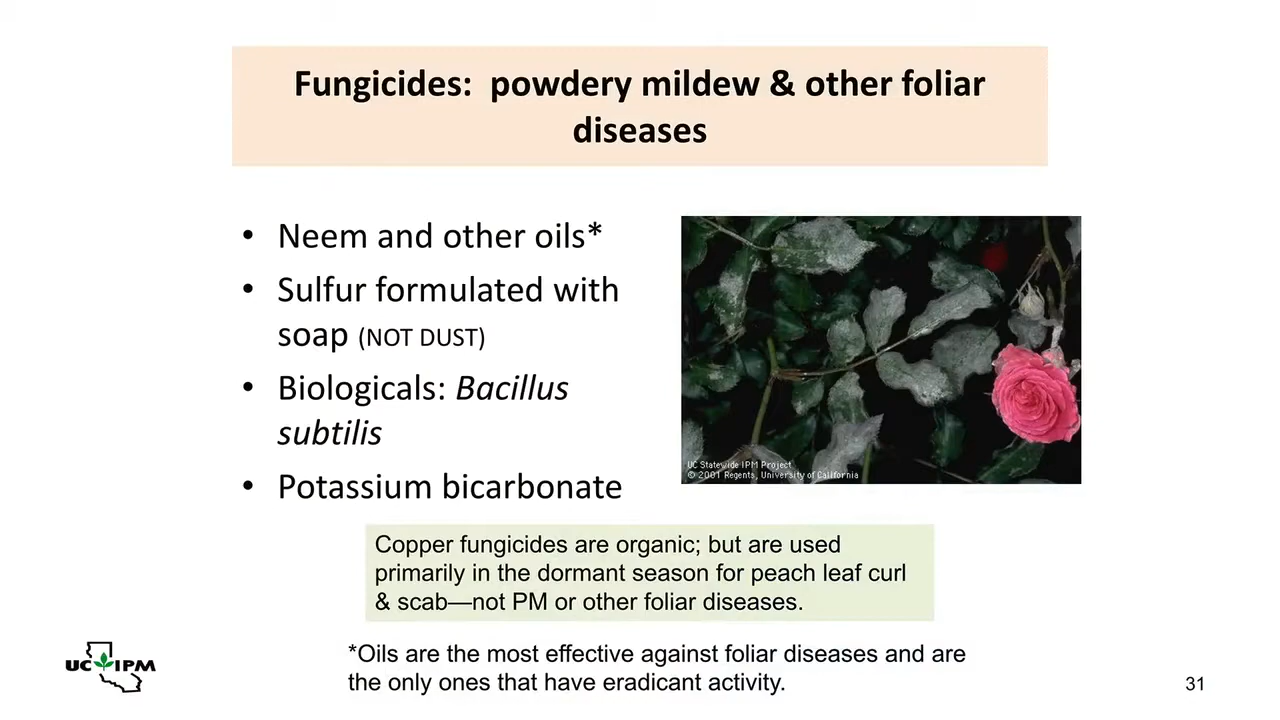 Fungicides:  powdery mildew & other foliar
diseases
• Neem and other oils*
• Sulfur formulated with
soap (NOT DUST)
• Biologicals: Bacillus
subtilis
• Potassium bicarbonate
UC Statewide IPM Project
© 2001 Regents, University of California
Copper fungicides are organic; but are used
primarily in the dormant season for peach leaf curl
& scab—not PM or other foliar diseases.
*Oils are the most effective against foliar diseases and are
the only ones that have eradicant activity.
UC IPM
31